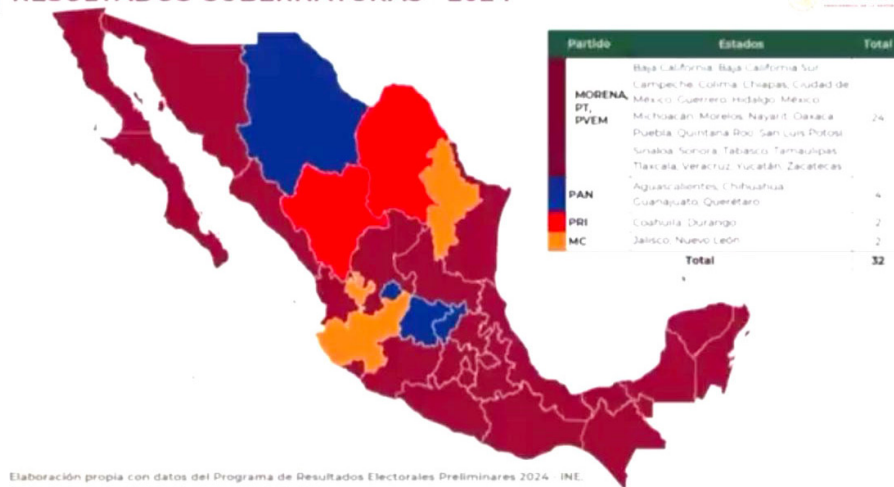 RESULTADOS GUBERNATURAS - 2024
Partido Estados Total
MORENA, PT, PVEM
Baja California, Baja California Sur
Campeche, Colima, Chiapas, Ciudad de
México, Guerrero, Hidalgo, México
Michoacán, Morelos, Nayarit, Oaxaca
Puebla, Quintana Roo, San Luis Potosí
Sinaloa, Sonora, Tabasco, Tamaulipas
Tlaxcala, Veracruz, Yucatán, Zacatecas
24
PAN
Aguascalientes, Chihuahua
Guanajuato, Querétaro
4
PRI Coahuila, Durango 2
MC Jalisco, Nuevo León 2
Total 32
Elaboración propia con datos del Programa de Resultados Electorales Preliminares 2024 - INE.